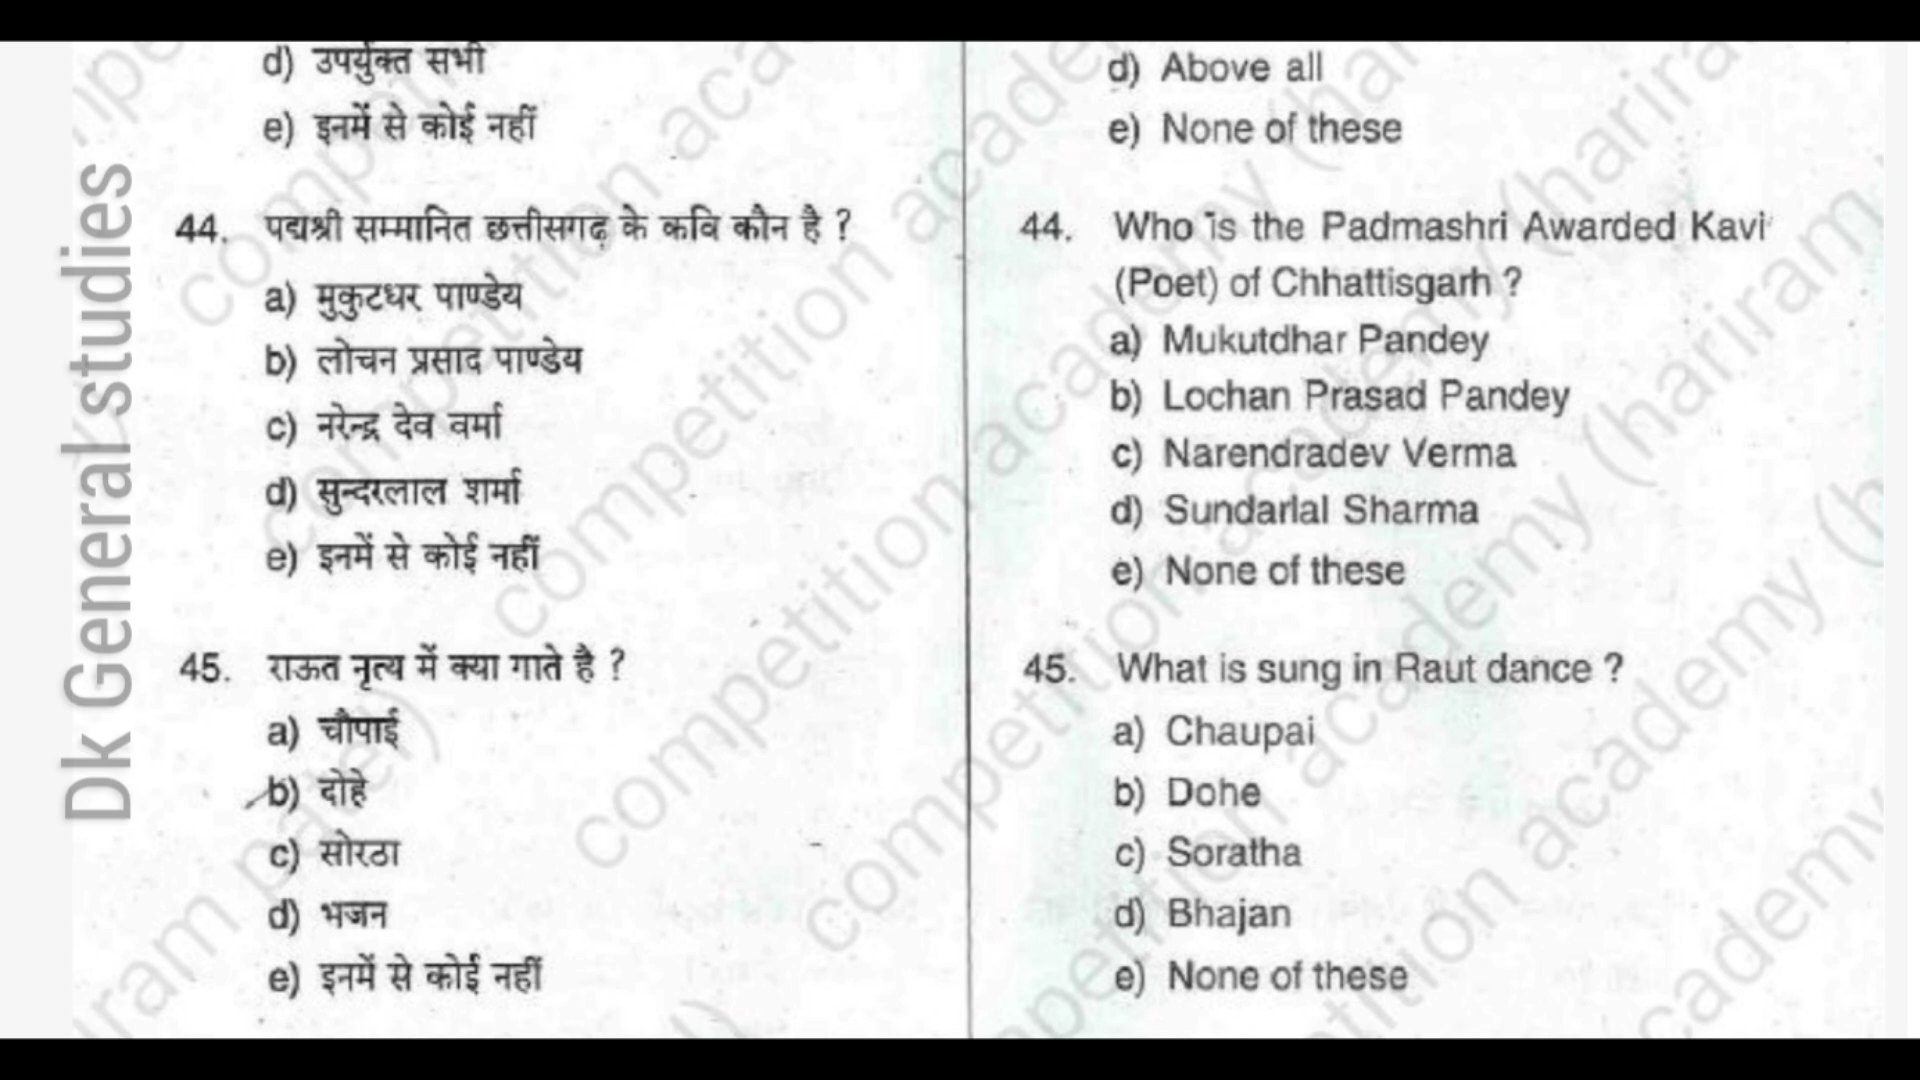 Dk General studies
d) उपर्युक्त सभी
e) इनमें से कोई नहीं
44. पद्मश्री सम्मानित छत्तीसगढ़ के कवि कौन है ?
a) मुकुटधर पाण्डेय
b) लोचन प्रसाद पाण्डेय
c) नरेन्द्र देव वर्मा
d) सुन्दरलाल शर्मा
e) इनमें से कोई नहीं
45. राऊत नृत्य में क्या गाते है ?
a) चौपाई
b) दोहे
c) सोरठा
d) भजन
e) इनमें से कोई नहीं
d) Above all
e) None of these
44. Who is the Padmashri Awarded Kavi
(Poet) of Chhattisgarh ?
a) Mukutdhar Pandey
b) Lochan Prasad Pandey
c) Narendradev Verma
d) Sundarlal Sharma
e) None of these
45. What is sung in Raut dance ?
a) Chaupai
b) Dohe
c) Soratha
d) Bhajan
e) None of these